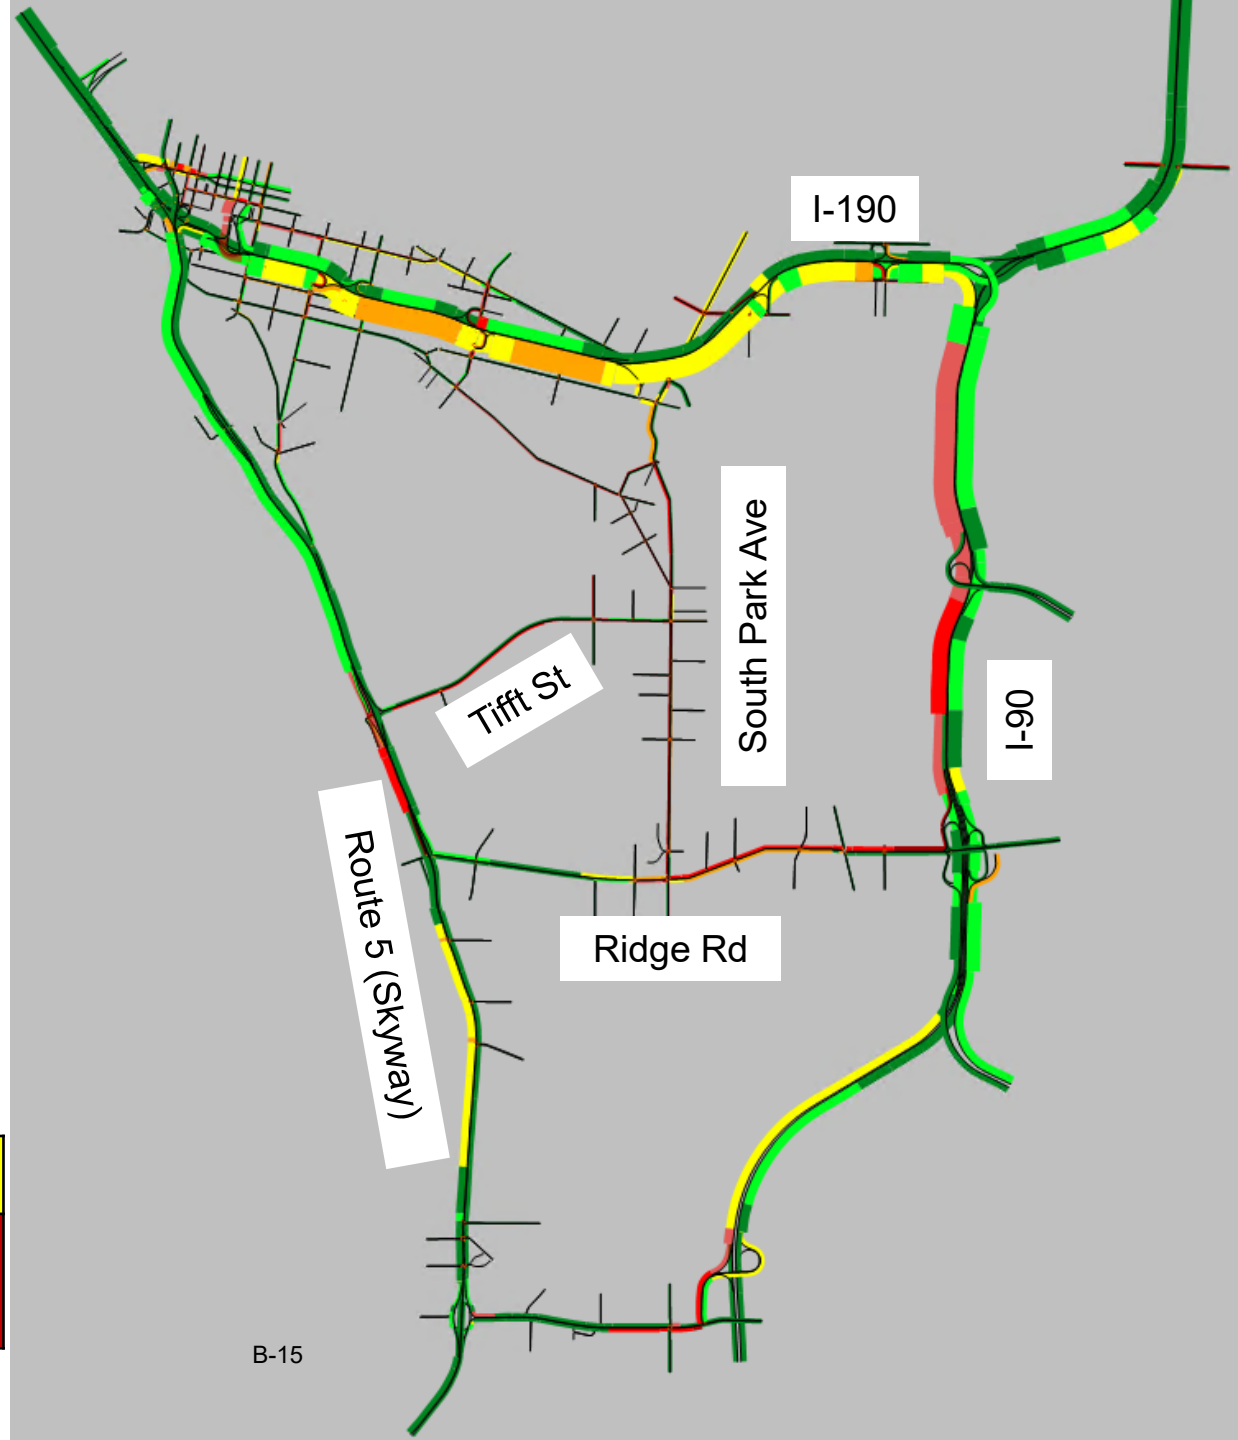 I-190
South Park Ave
Tifft St
I-90
Route 5 (Skyway)
Ridge Rd
B-15